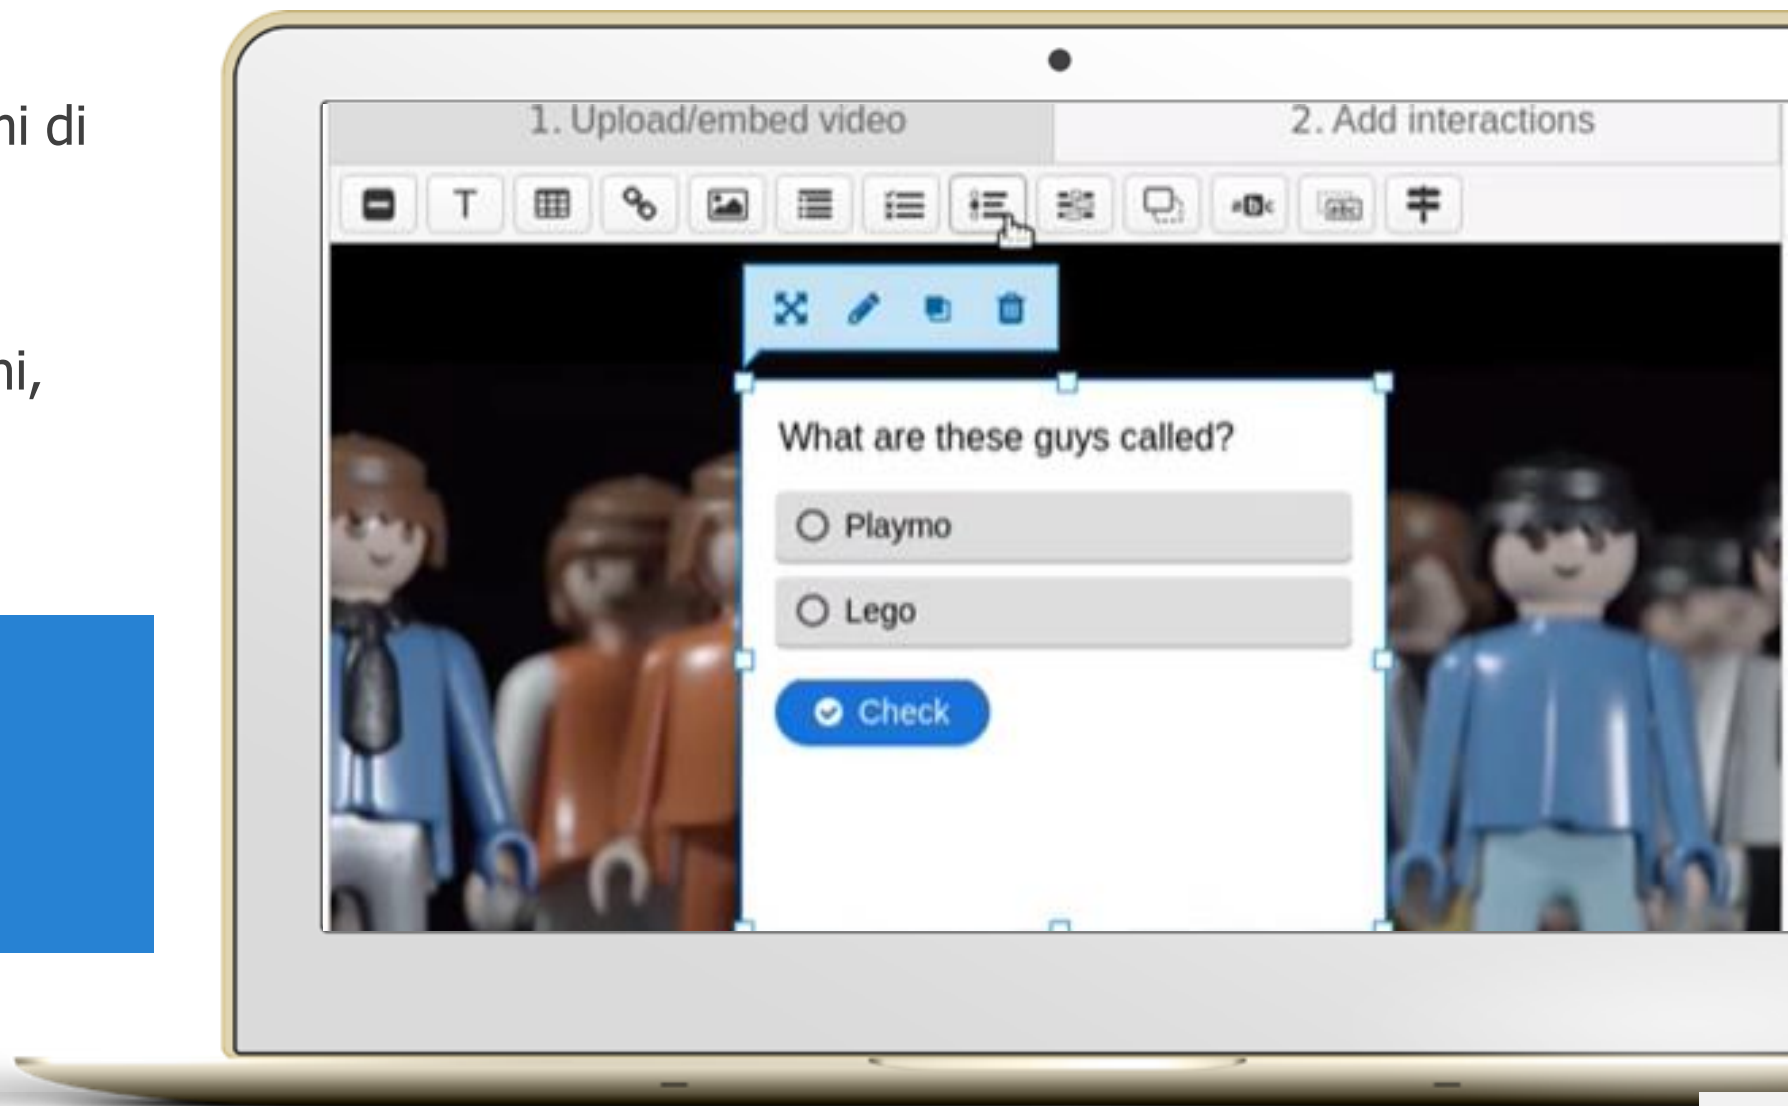 ni di
ni,
1. Upload/embed video
2. Add interactions
T
What are these guys called?
Playmo
Lego
Check